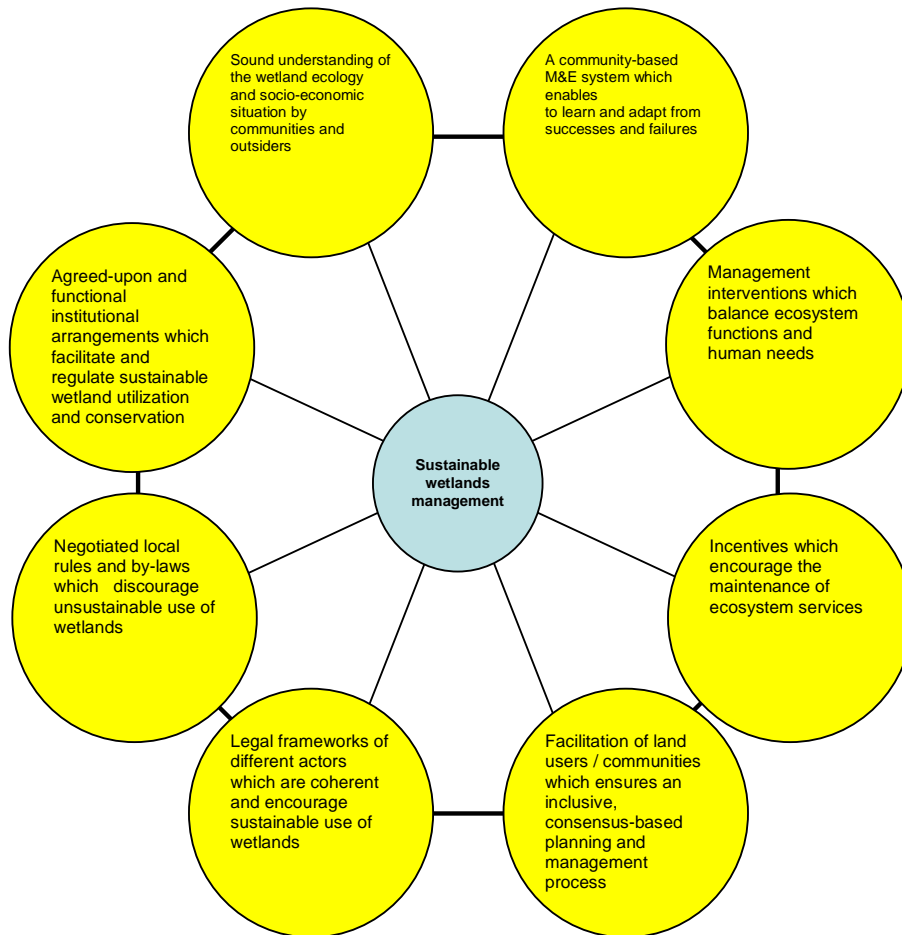 Sound understanding of
the wetland ecology
and socio-economic
situation by
communities and
outsiders
A community-based
M&E system which
enables
to learn and adapt from
successes and failures
Agreed-upon and
functional
institutional
arrangements which
facilitate and
regulate sustainable
wetland utilization
and conservation
Management
interventions which
balance ecosystem
functions and
human needs
Sustainable
wetlands
management
Negotiated local
rules and by-laws
which discourage
unsustainable use of
wetlands
Incentives which
encourage the
maintenance of
ecosystem services
Legal frameworks of
different actors
which are coherent
and encourage
sustainable use of
wetlands
Facilitation of land
users / communities
which ensures an
inclusive,
consensus-based
planning and
management
process